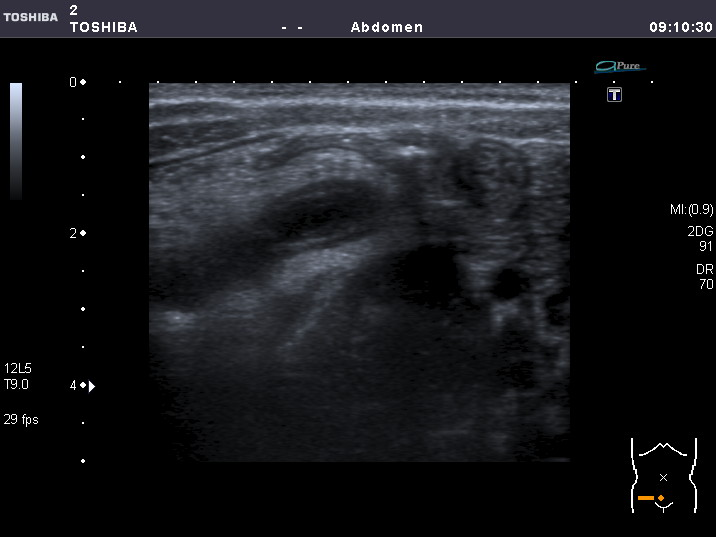 TOSHIBA
2
TOSHIBA
- -
Abdomen
09:10:30
aPure
T
0
2
4
MI:(0.9)
2DG
91
DR
70
12L5
T9.0
29 fps